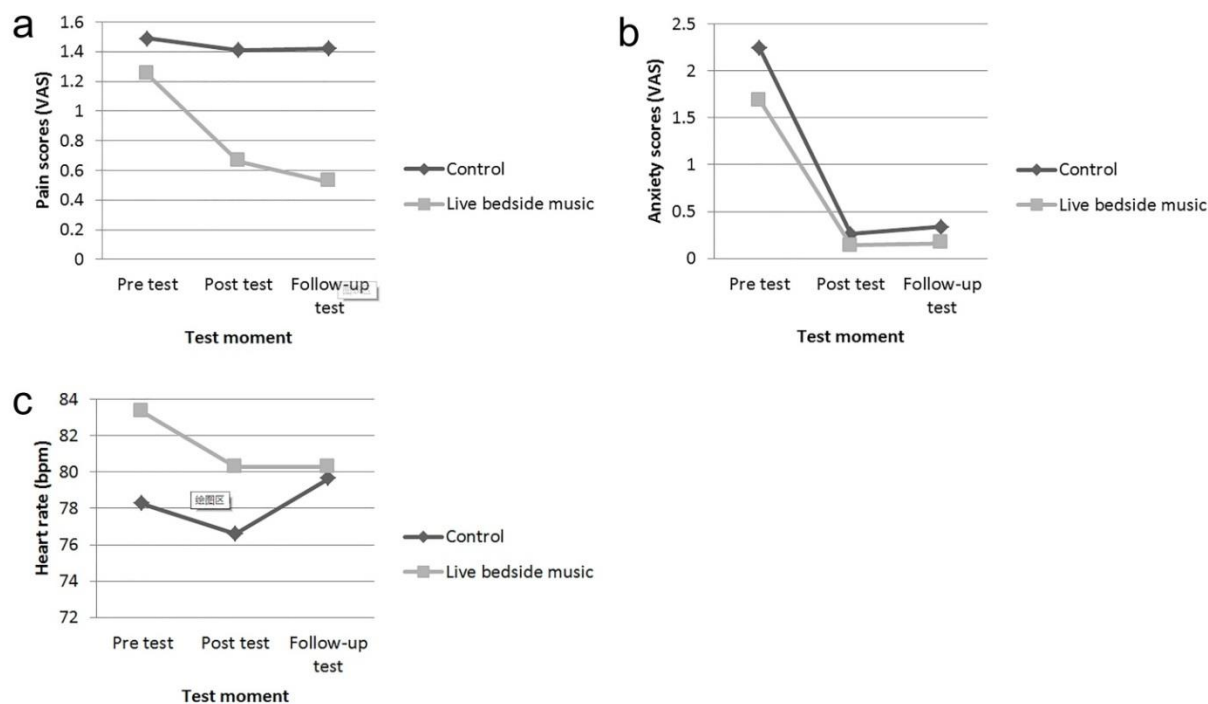 a
1.6
1.4
1.2
1
0.8
0.6
0.4
0.2
0
Pain scores (VAS)
Pre test
Post test
Follow-up
test
Test moment
Control
Live bedside music
b
2.5
2
1.5
1
0.5
0
Anxiety scores (VAS)
Pre test
Post test
Follow-up
test
Test moment
Control
Live bedside music
c
84
82
80
78
76
74
72
Heart rate (bpm)
绘图区
Pre test
Post test
Follow-up
test
Test moment
Control
Live bedside music